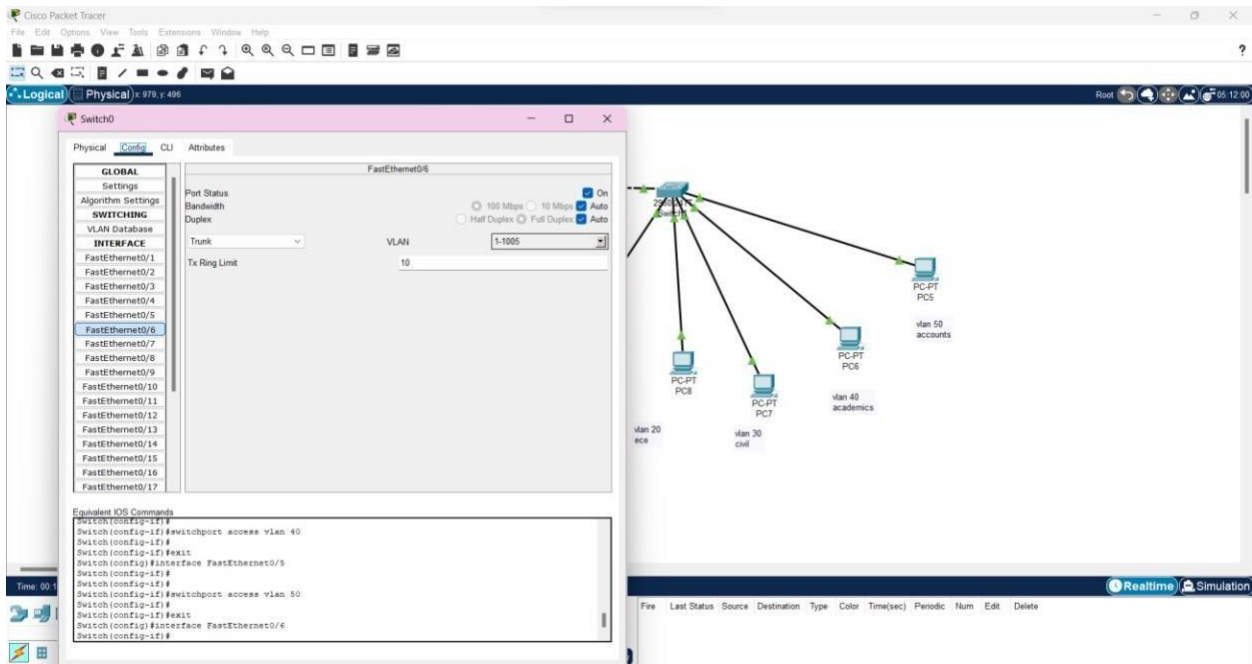 Cisco Packet Tracer
File Edit Options View Tools Extensions Window Help
?
Logical Physical x: 979, y: 496 Root 05:12:00
Switch0
Physical Config CLI Attributes
GLOBAL
Settings
Algorithm Settings
SWITCHING
VLAN Database
INTERFACE
FastEthernet0/1
FastEthernet0/2
FastEthernet0/3
FastEthernet0/4
FastEthernet0/5
FastEthernet0/6
FastEthernet0/7
FastEthernet0/8
FastEthernet0/9
FastEthernet0/10
FastEthernet0/11
FastEthernet0/12
FastEthernet0/13
FastEthernet0/14
FastEthernet0/15
FastEthernet0/16
FastEthernet0/17
FastEthernet0/6
Port Status On
Bandwidth 100 Mbps 10 Mbps Auto
Duplex Half Duplex Full Duplex Auto
Trunk VLAN 1-1005
Tx Ring Limit 10
Equivalent IOS Commands
Switch(config-if)#
Switch(config-if)#switchport access vlan 40
Switch(config-if)#
Switch(config-if)#exit
Switch(config)#interface FastEthernet0/5
Switch(config-if)#
Switch(config-if)#
Switch(config-if)#switchport access vlan 50
Switch(config-if)#
Switch(config-if)#exit
Switch(config)#interface FastEthernet0/6
Switch(config-if)#
PC-PT
PC5
vlan 50
accounts
PC-PT
PC6
vlan 40
academics
PC-PT
PC7
vlan 30
civil
PC-PT
PC8
vlan 20
ece
Time: 00:1
Realtime Simulation
Fire Last Status Source Destination Type Color Time(sec) Periodic Num Edit Delete